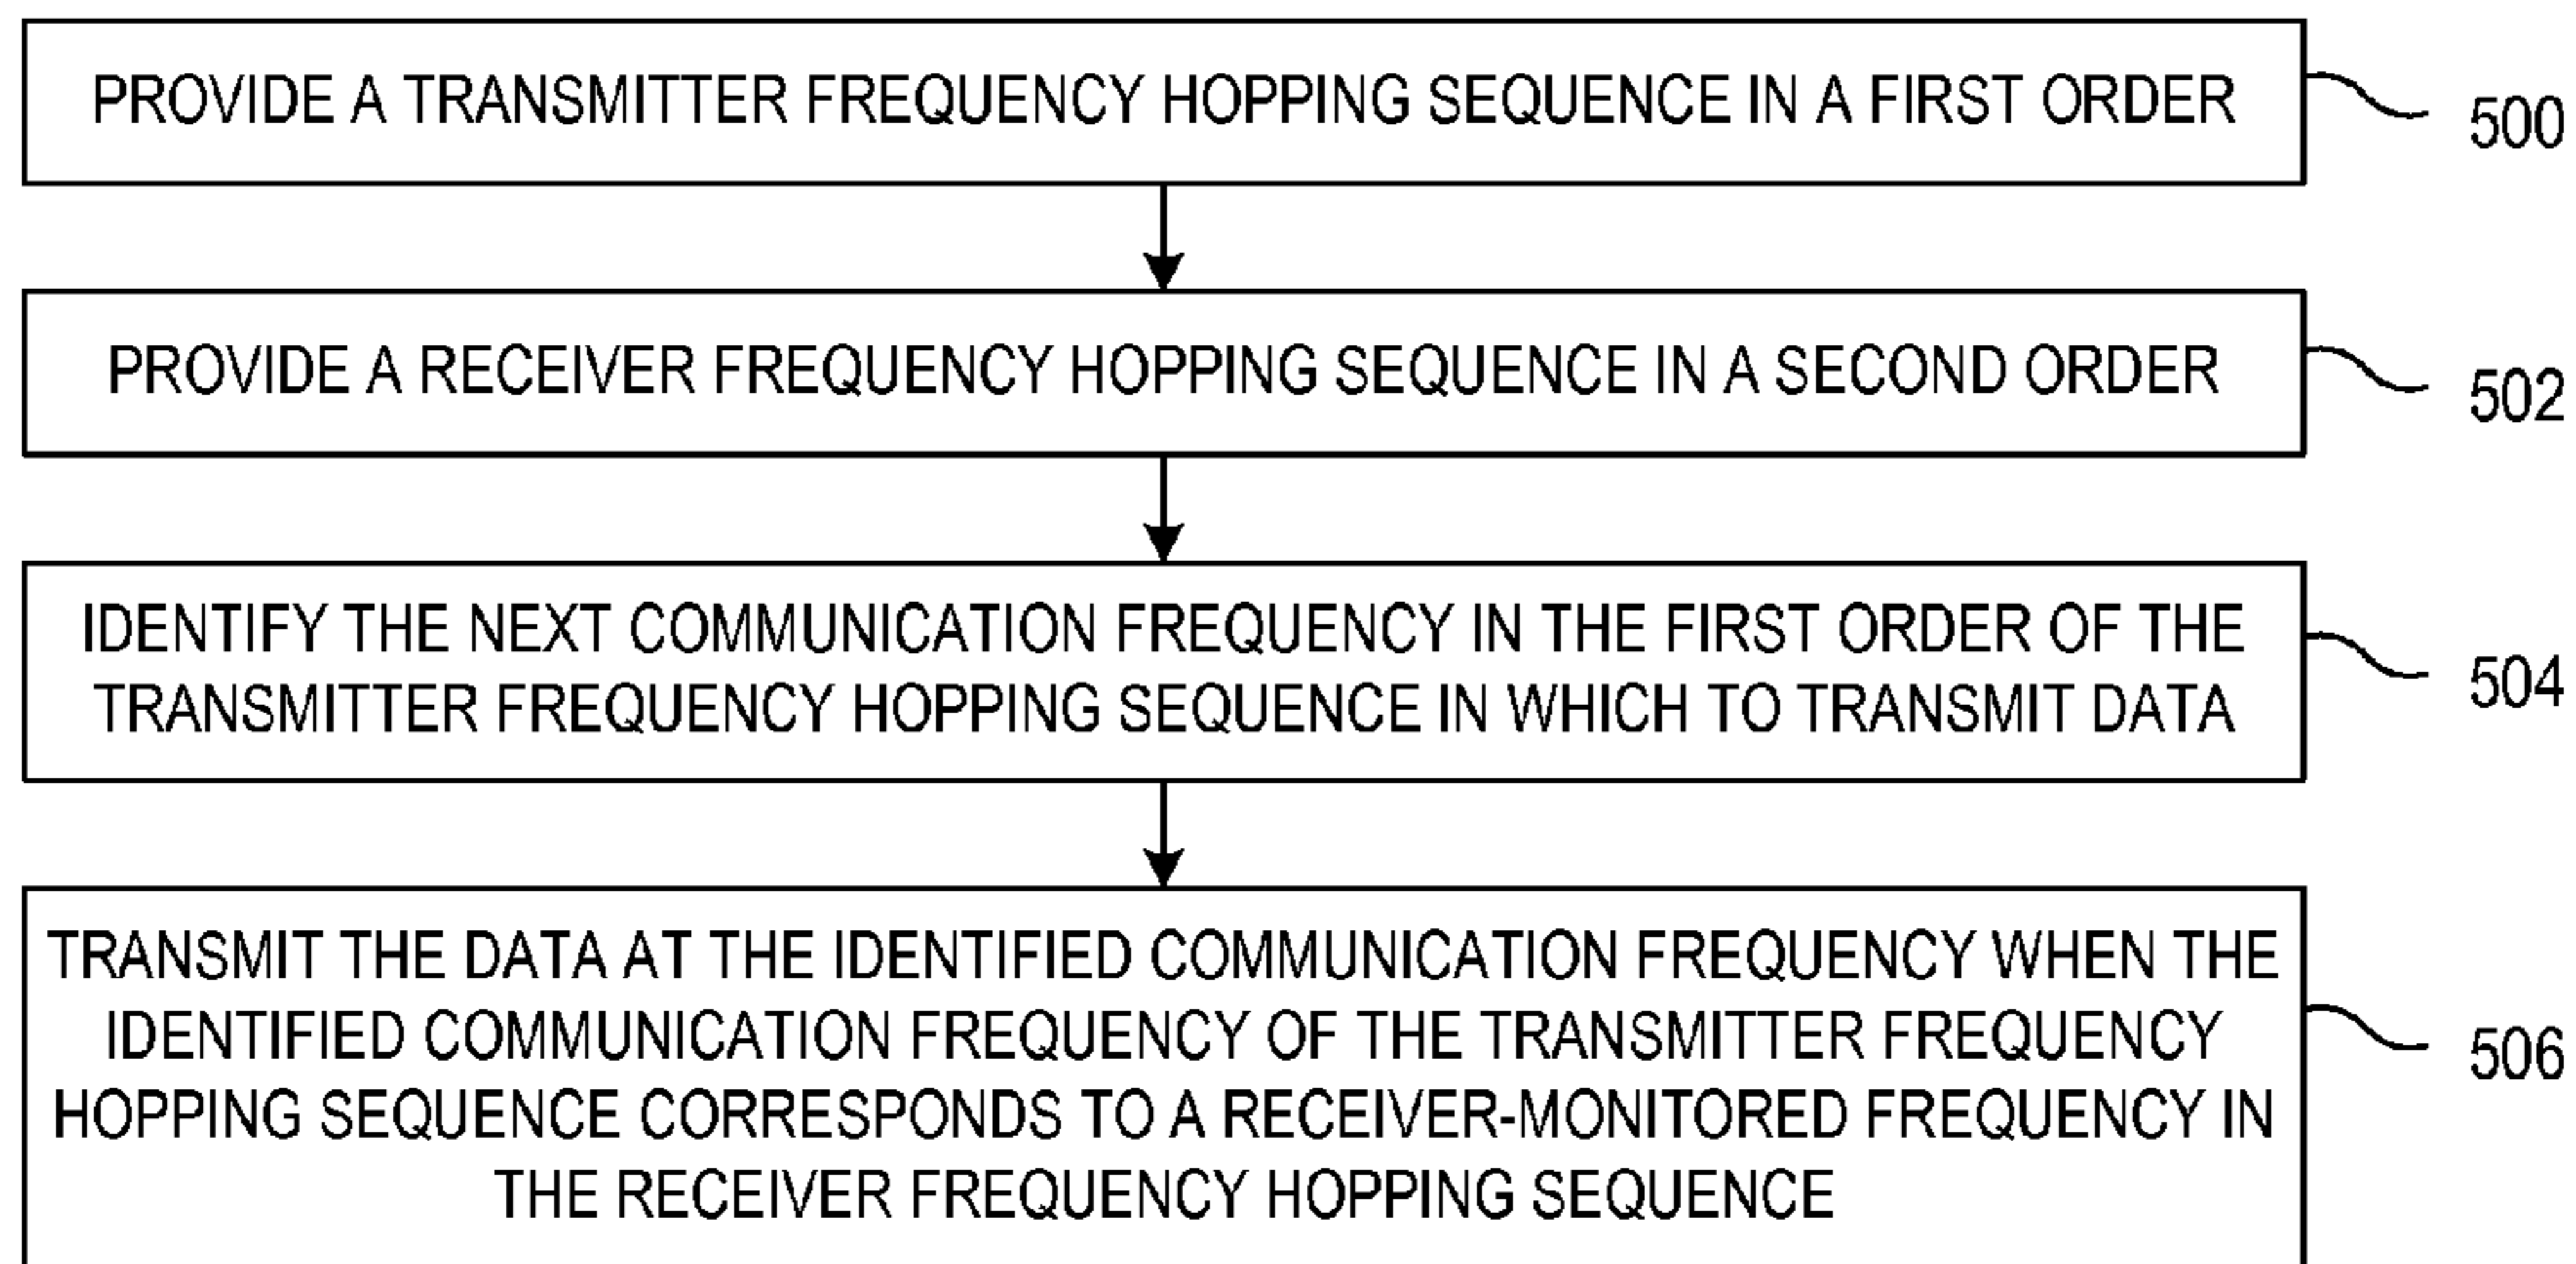 PROVIDE A TRANSMITTER FREQUENCY HOPPING SEQUENCE IN A FIRST ORDER
500
PROVIDE A RECEIVER FREQUENCY HOPPING SEQUENCE IN A SECOND ORDER
502
IDENTIFY THE NEXT COMMUNICATION FREQUENCY IN THE FIRST ORDER OF THE
TRANSMITTER FREQUENCY HOPPING SEQUENCE IN WHICH TO TRANSMIT DATA
504
TRANSMIT THE DATA AT THE IDENTIFIED COMMUNICATION FREQUENCY WHEN THE
IDENTIFIED COMMUNICATION FREQUENCY OF THE TRANSMITTER FREQUENCY
HOPPING SEQUENCE CORRESPONDS TO A RECEIVER-MONITORED FREQUENCY IN
THE RECEIVER FREQUENCY HOPPING SEQUENCE
506